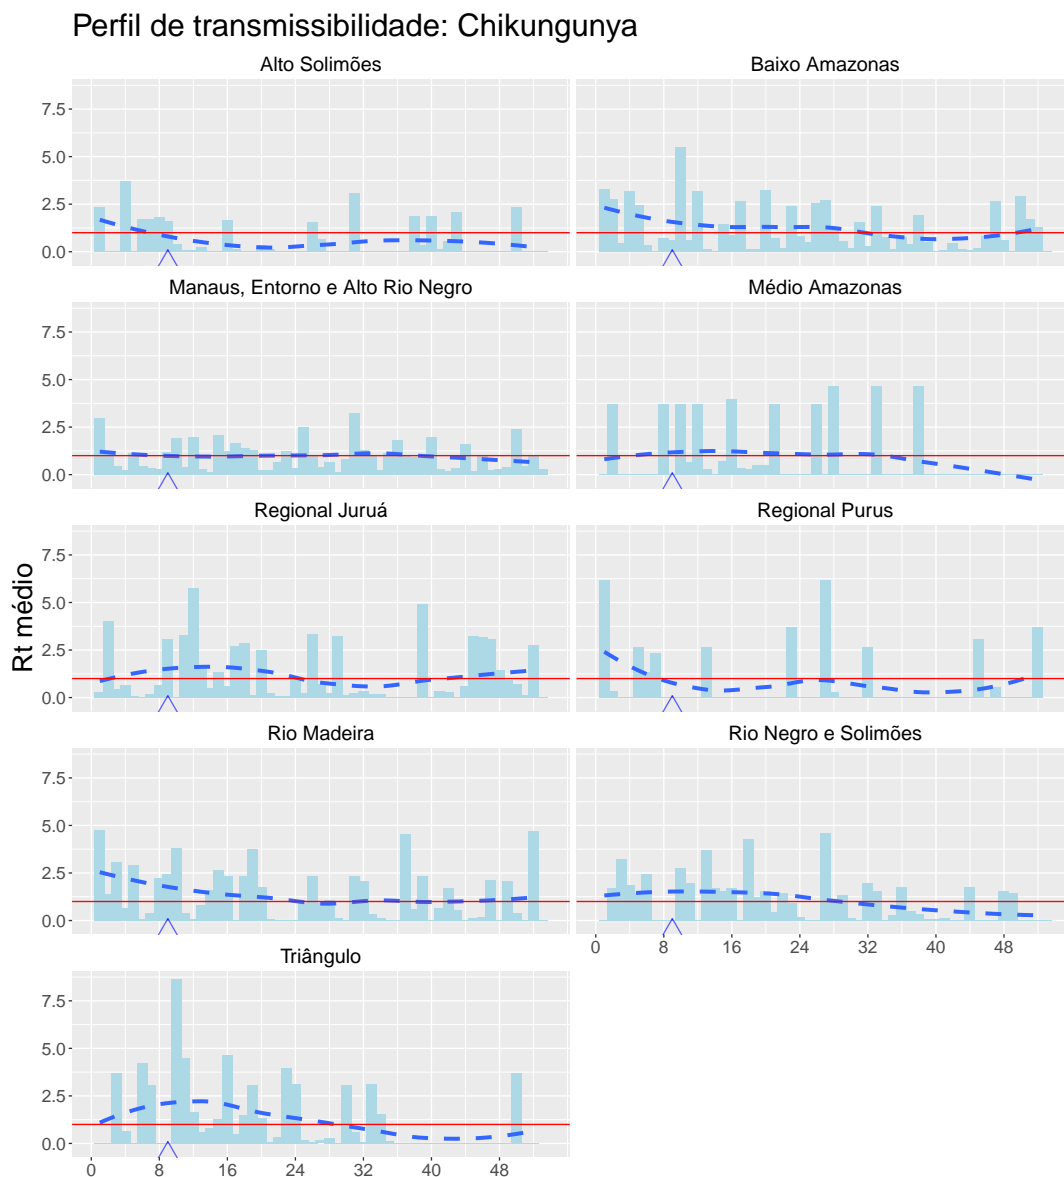 Perfil de transmissibilidade: Chikungunya
Alto Solimões
Baixo Amazonas
7.5
5.0
2.5
0.0
Manaus, Entorno e Alto Rio Negro
Médio Amazonas
7.5
5.0
2.5
0.0
Regional Juruá
Regional Purus
7.5
5.0
2.5
0.0
Rt médio
Rio Madeira
Rio Negro e Solimões
7.5
5.0
2.5
0.0
0 8 16 24 32 40 48
Triângulo
7.5
5.0
2.5
0.0
0 8 16 24 32 40 48